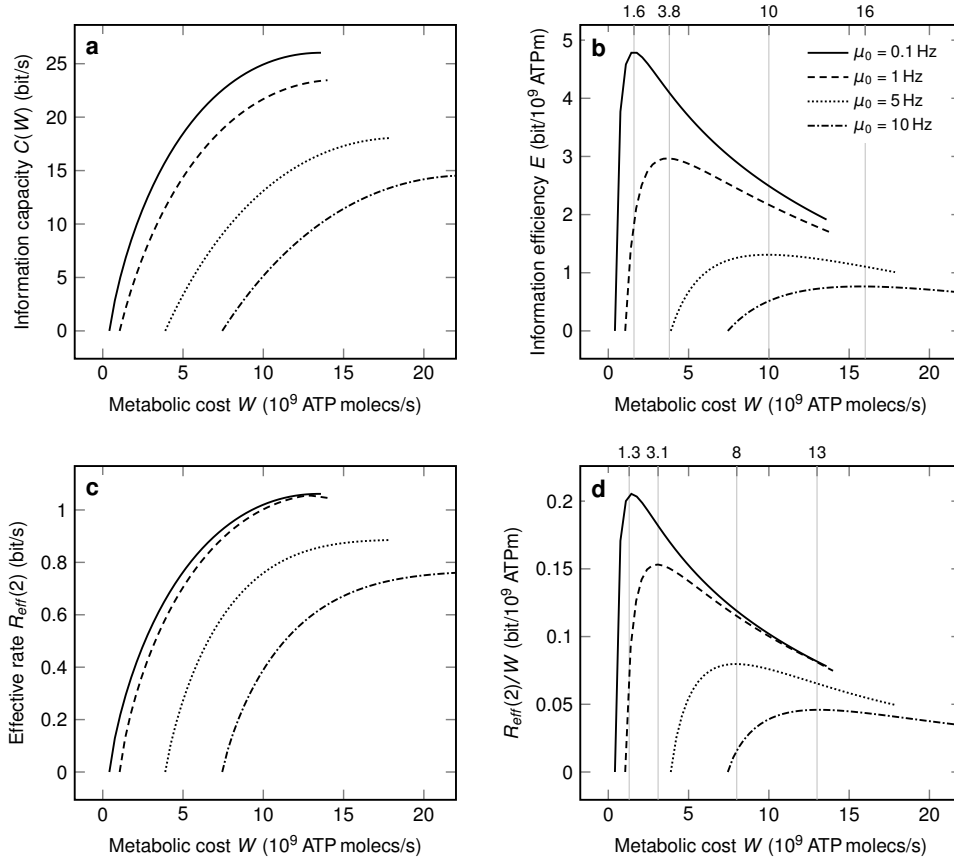 a
25
20
15
10
5
0
0 5 10 15 20
Information capacity C(W) (bit/s)
Metabolic cost W (10⁹ ATP molecs/s)
1.6 3.8 10 16
b
μ₀ = 0.1 Hz
μ₀ = 1 Hz
μ₀ = 5 Hz
μ₀ = 10 Hz
5
4
3
2
1
0
0 5 10 15 20
Information efficiency E (bit/10⁹ ATPm)
Metabolic cost W (10⁹ ATP molecs/s)
c
1
0.8
0.6
0.4
0.2
0
0 5 10 15 20
Effective rate R_eff(2) (bit/s)
Metabolic cost W (10⁹ ATP molecs/s)
1.3 3.1 8 13
d
0.2
0.15
0.1
0.05
0
0 5 10 15 20
R_eff(2)/W (bit/10⁹ ATPm)
Metabolic cost W (10⁹ ATP molecs/s)